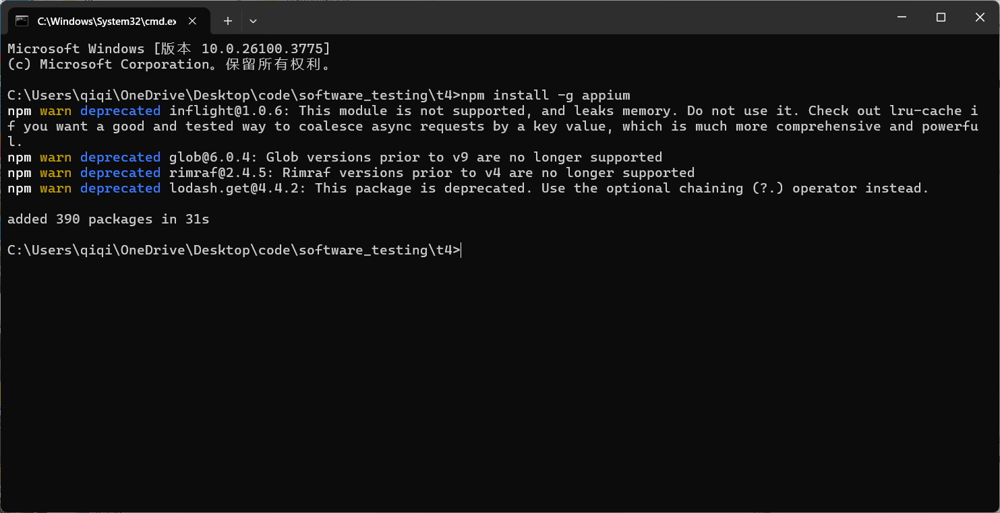 C:\Windows\System32\cmd.ex
Microsoft Windows [版本 10.0.26100.3775]
(c) Microsoft Corporation。保留所有权利。
C:\Users\qiqi\OneDrive\Desktop\code\software_testing\t4>npm install -g appium
npm warn deprecated inflight@1.0.6: This module is not supported, and leaks memory. Do not use it. Check out lru-cache i
f you want a good and tested way to coalesce async requests by a key value, which is much more comprehensive and powerfu
l.
npm warn deprecated glob@6.0.4: Glob versions prior to v9 are no longer supported
npm warn deprecated rimraf@2.4.5: Rimraf versions prior to v4 are no longer supported
npm warn deprecated lodash.get@4.4.2: This package is deprecated. Use the optional chaining (?.) operator instead.
added 390 packages in 31s
C:\Users\qiqi\OneDrive\Desktop\code\software_testing\t4>